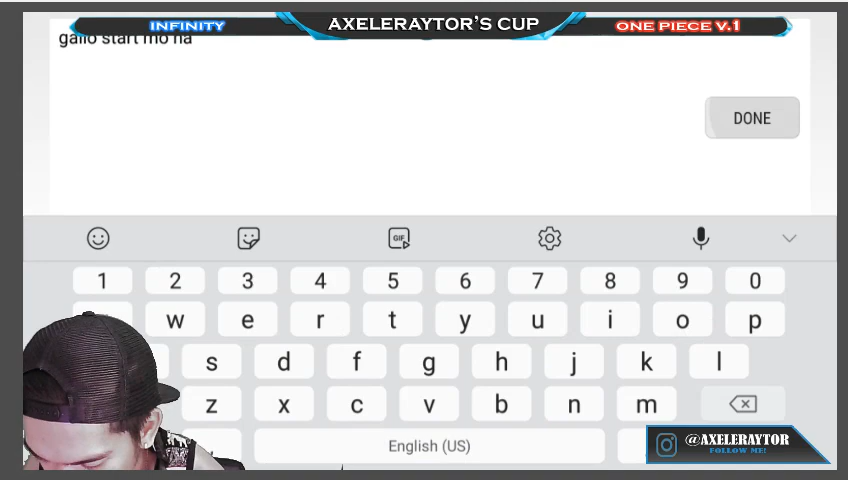 INFINITY
AXELERAYTOR'S CUP
ONE PIECE V.1
gallo start mo na
DONE
GIF
1 2 3 4 5 6 7 8 9 0
w e r t y u i o p
s d f g h j k l
z x c v b n m
English (US)
@AXELERAYTOR
FOLLOW ME!